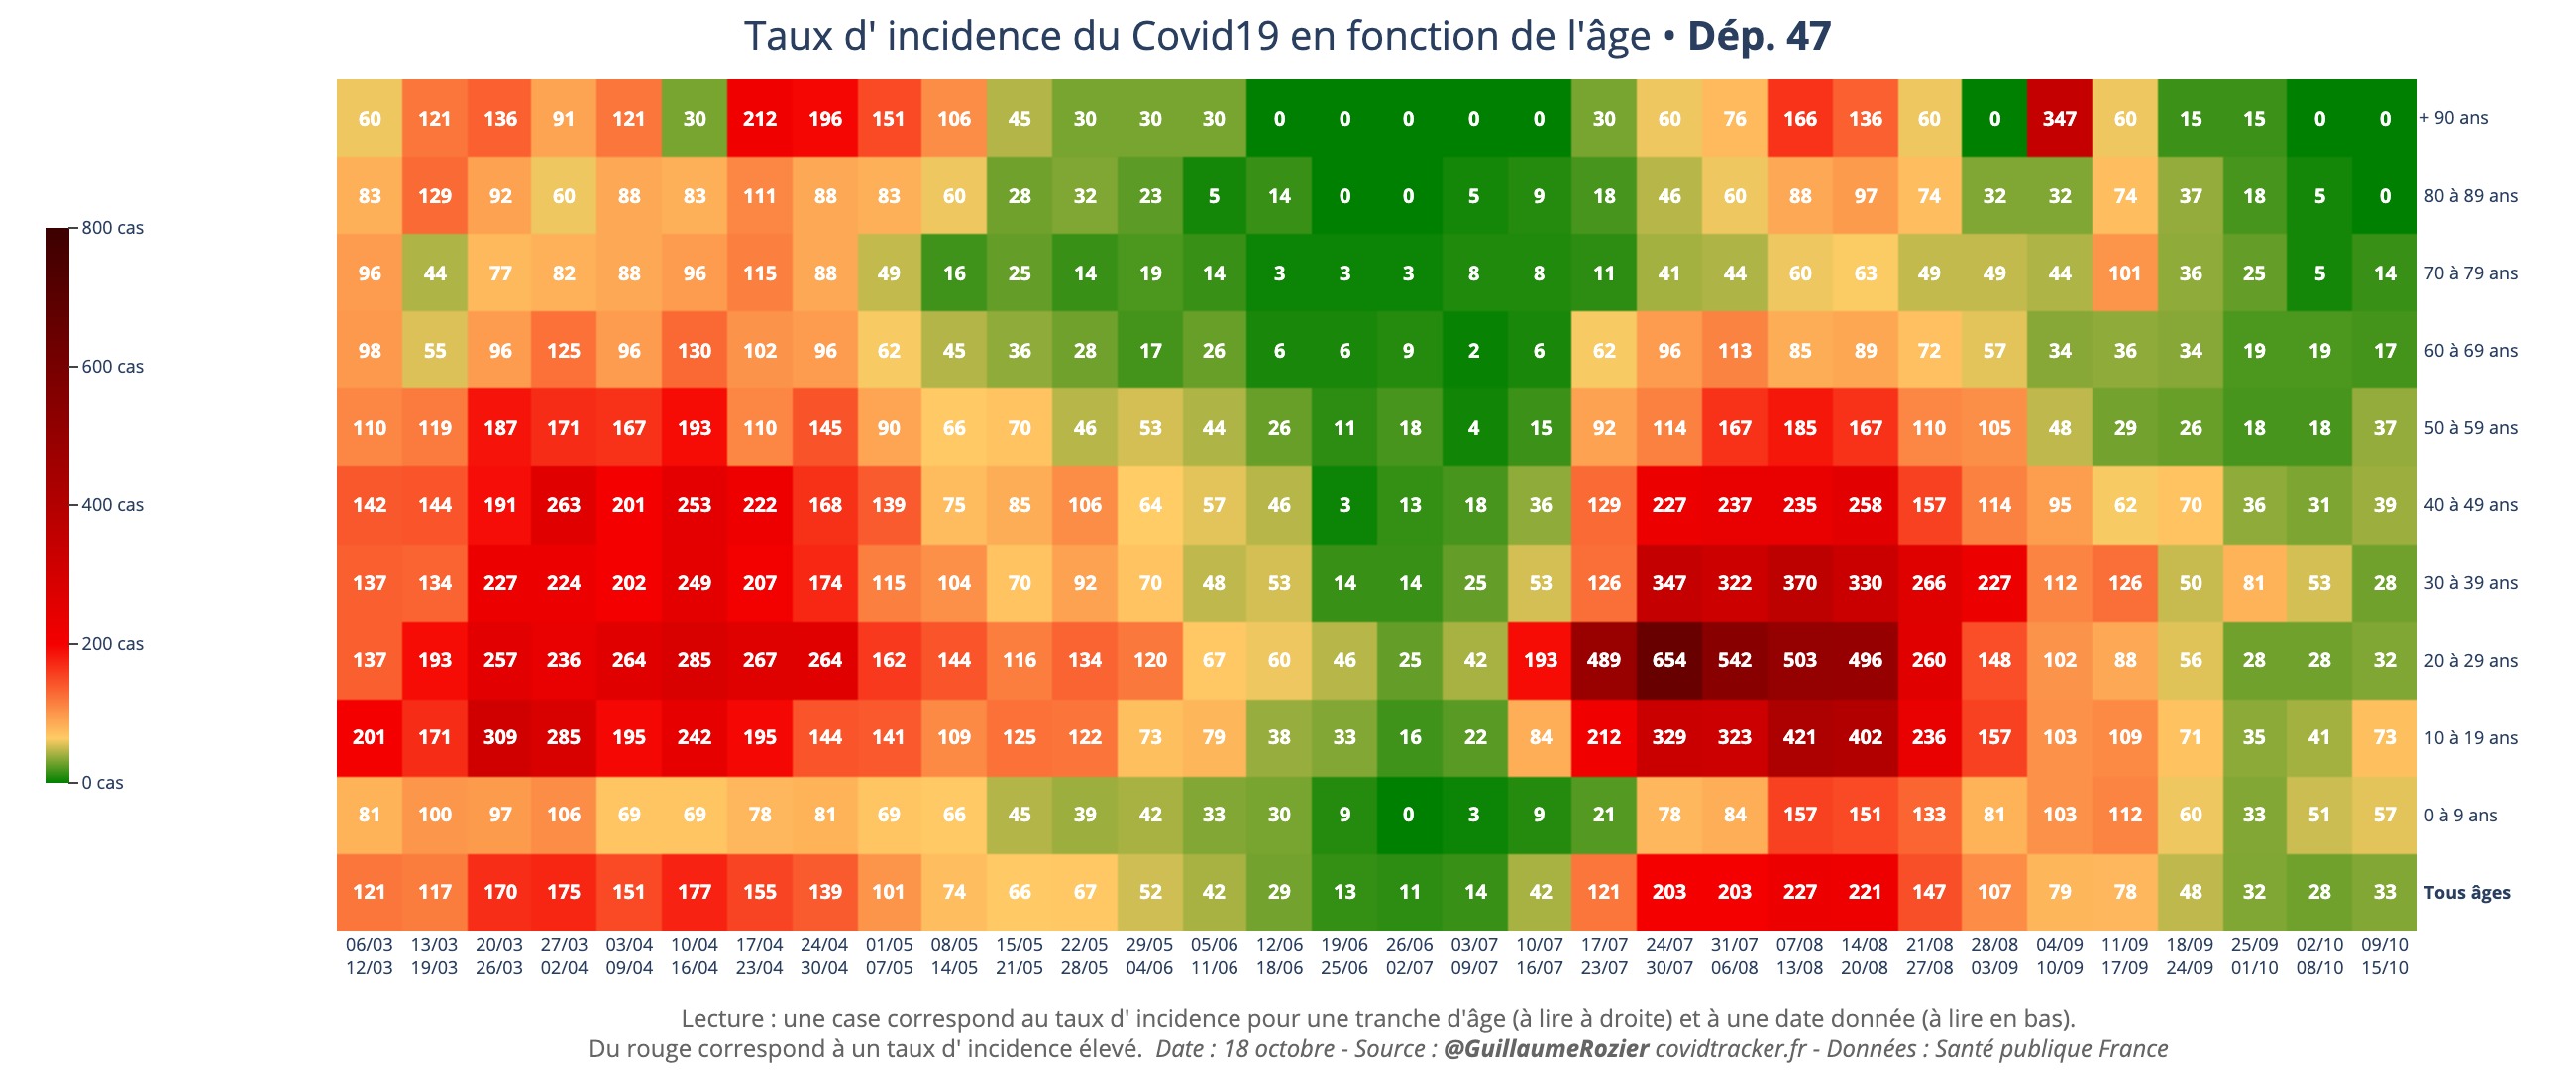 Taux d' incidence du Covid19 en fonction de l'âge • Dép. 47
60 121 136 91 121 30 212 196 151 106 45 30 30 30 0 0 0 0 0 30 60 76 166 136 60 0 347 60 15 15 0 0 + 90 ans
83 129 92 60 88 83 111 88 83 60 28 32 23 5 14 0 0 5 9 18 46 60 88 97 74 32 32 74 37 18 5 0 80 à 89 ans
800 cas
96 44 77 82 88 96 115 88 49 16 25 14 19 14 3 3 3 8 8 11 41 44 60 63 49 49 44 101 36 25 5 14 70 à 79 ans
98 55 96 125 96 130 102 96 62 45 36 28 17 26 6 6 9 2 6 62 96 113 85 89 72 57 34 36 34 19 19 17 60 à 69 ans
600 cas
110 119 187 171 167 193 110 145 90 66 70 46 53 44 26 11 18 4 15 92 114 167 185 167 110 105 48 29 26 18 18 37 50 à 59 ans
400 cas
142 144 191 263 201 253 222 168 139 75 85 106 64 57 46 3 13 18 36 129 227 237 235 258 157 114 95 62 70 36 31 39 40 à 49 ans
137 134 227 224 202 249 207 174 115 104 70 92 70 48 53 14 14 25 53 126 347 322 370 330 266 227 112 126 50 81 53 28 30 à 39 ans
200 cas
137 193 257 236 264 285 267 264 162 144 116 134 120 67 60 46 25 42 193 489 654 542 503 496 260 148 102 88 56 28 28 32 20 à 29 ans
201 171 309 285 195 242 195 144 141 109 125 122 73 79 38 33 16 22 84 212 329 323 421 402 236 157 103 109 71 35 41 73 10 à 19 ans
0 cas
81 100 97 106 69 69 78 81 69 66 45 39 42 33 30 9 0 3 9 21 78 84 157 151 133 81 103 112 60 33 51 57 0 à 9 ans
121 117 170 175 151 177 155 139 101 74 66 67 52 42 29 13 11 14 42 121 203 203 227 221 147 107 79 78 48 32 28 33 Tous âges
06/03 13/03 20/03 27/03 03/04 10/04 17/04 24/04 01/05 08/05 15/05 22/05 29/05 05/06 12/06 19/06 26/06 03/07 10/07 17/07 24/07 31/07 07/08 14/08 21/08 28/08 04/09 11/09 18/09 25/09 02/10 09/10
12/03 19/03 26/03 02/04 09/04 16/04 23/04 30/04 07/05 14/05 21/05 28/05 04/06 11/06 18/06 25/06 02/07 09/07 16/07 23/07 30/07 06/08 13/08 20/08 27/08 03/09 10/09 17/09 24/09 01/10 08/10 15/10
Lecture : une case correspond au taux d' incidence pour une tranche d'âge (à lire à droite) et à une date donnée (à lire en bas).
Du rouge correspond à un taux d' incidence élevé. Date : 18 octobre - Source : @GuillaumeRozier covidtracker.fr - Données : Santé publique France